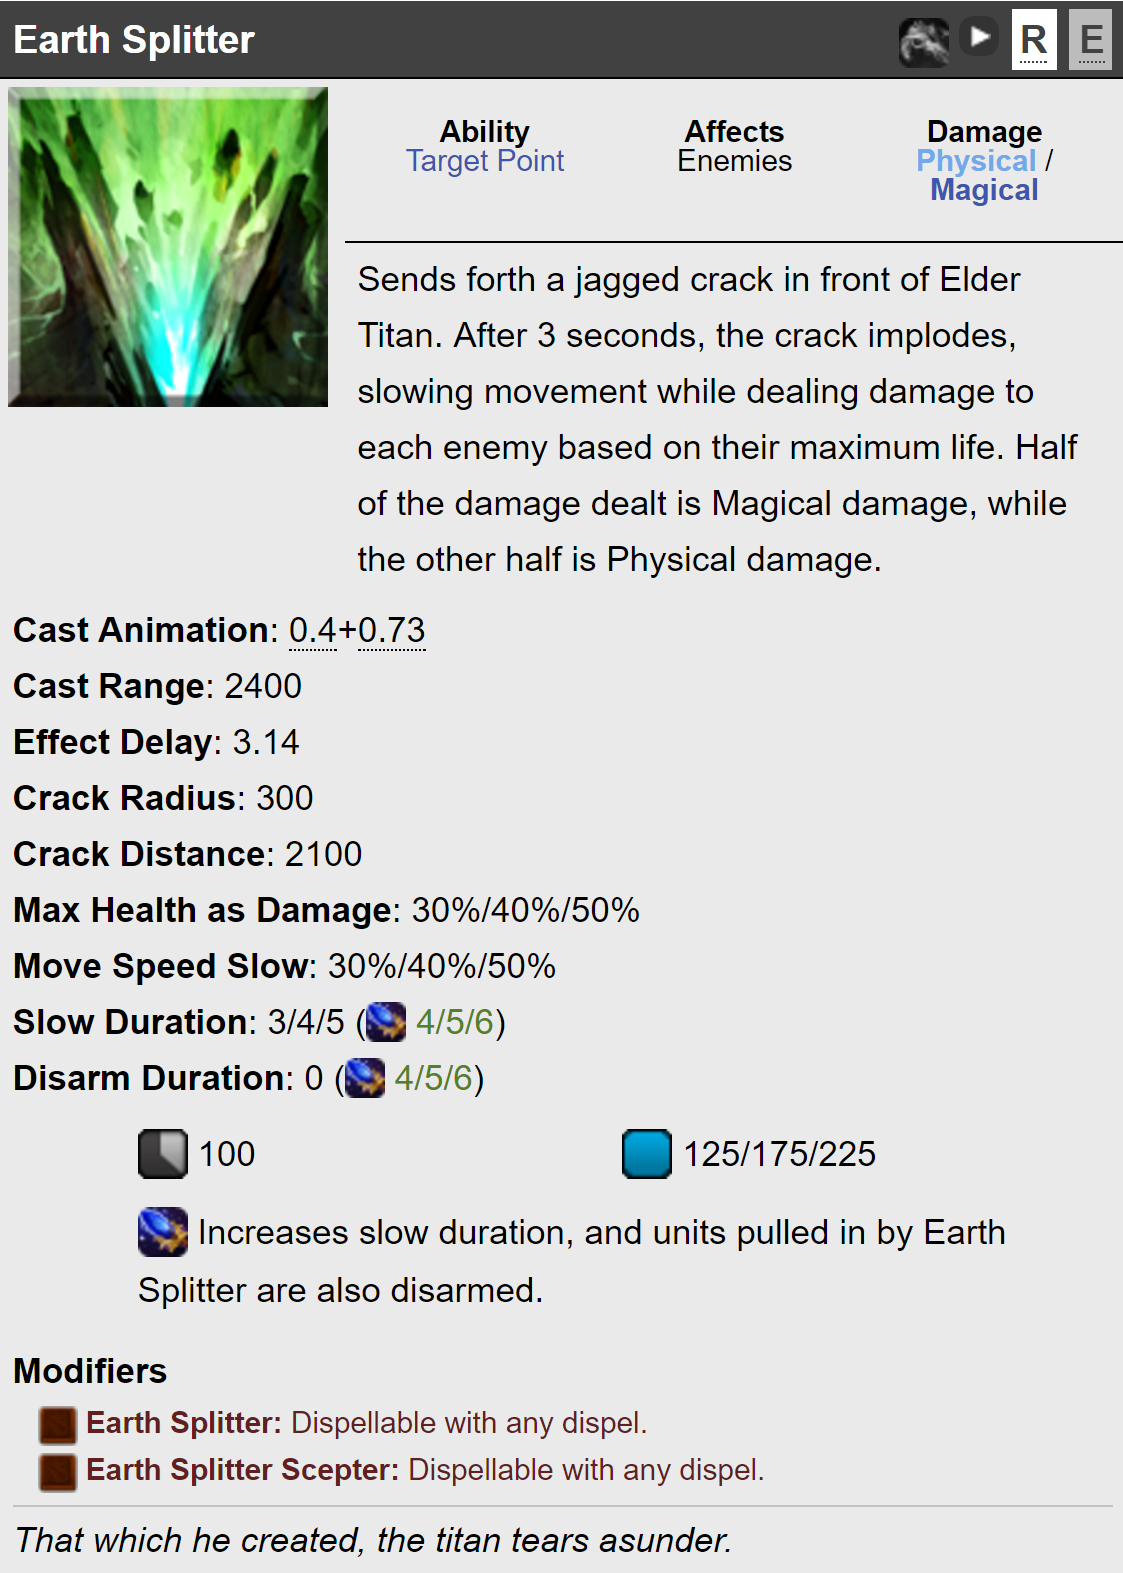 Earth Splitter R E
Ability Affects Damage
Target Point Enemies Physical /
Magical
Sends forth a jagged crack in front of Elder
Titan. After 3 seconds, the crack implodes,
slowing movement while dealing damage to
each enemy based on their maximum life. Half
of the damage dealt is Magical damage, while
the other half is Physical damage.
Cast Animation: 0.4+0.73
Cast Range: 2400
Effect Delay: 3.14
Crack Radius: 300
Crack Distance: 2100
Max Health as Damage: 30%/40%/50%
Move Speed Slow: 30%/40%/50%
Slow Duration: 3/4/5 ( 4/5/6)
Disarm Duration: 0 ( 4/5/6)
100 125/175/225
Increases slow duration, and units pulled in by Earth
Splitter are also disarmed.
Modifiers
Earth Splitter: Dispellable with any dispel.
Earth Splitter Scepter: Dispellable with any dispel.
That which he created, the titan tears asunder.